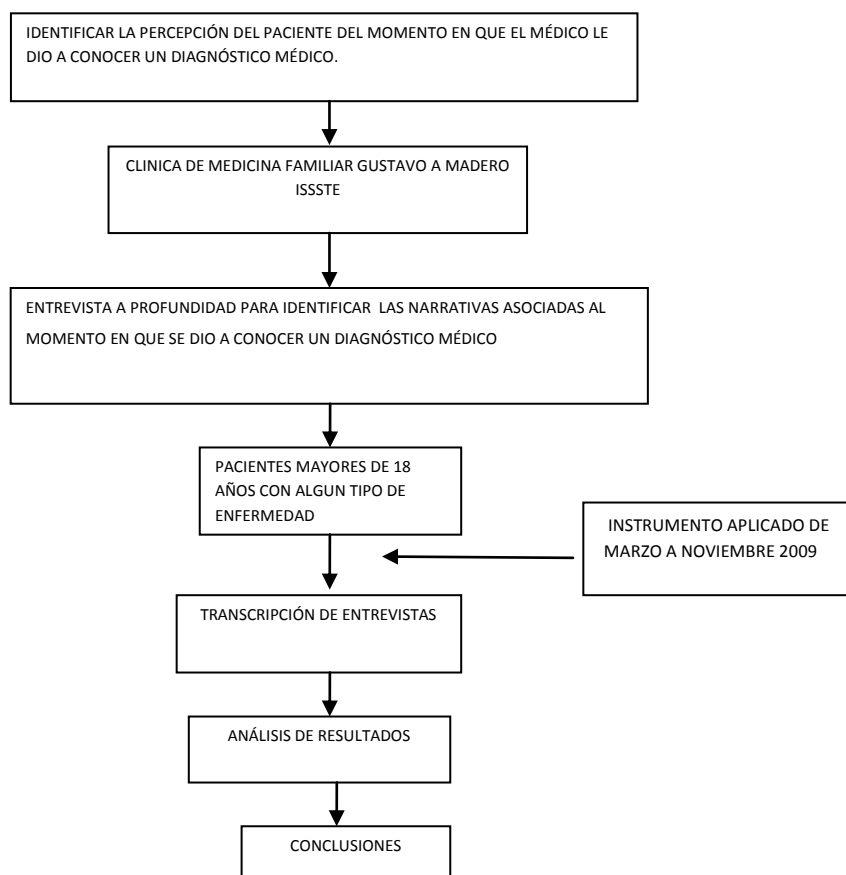 IDENTIFICAR LA PERCEPCIÓN DEL PACIENTE DEL MOMENTO EN QUE EL MÉDICO LE
DIO A CONOCER UN DIAGNÓSTICO MÉDICO.
CLINICA DE MEDICINA FAMILIAR GUSTAVO A MADERO
ISSSTE
ENTREVISTA A PROFUNDIDAD PARA IDENTIFICAR LAS NARRATIVAS ASOCIADAS AL
MOMENTO EN QUE SE DIO A CONOCER UN DIAGNÓSTICO MÉDICO
PACIENTES MAYORES DE 18
AÑOS CON ALGUN TIPO DE
ENFERMEDAD
INSTRUMENTO APLICADO DE
MARZO A NOVIEMBRE 2009
TRANSCRIPCIÓN DE ENTREVISTAS
ANÁLISIS DE RESULTADOS
CONCLUSIONES